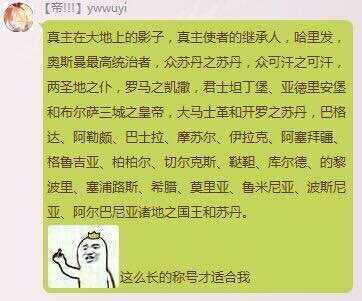 【帝!!!】ywwuyi
真主在大地上的影子，真主使者的继承人，哈里发，
奥斯曼最高统治者，众苏丹之苏丹，众可汗之可汗，
两圣地之仆，罗马之凯撒，君士坦丁堡、亚德里安堡
和布尔萨三城之皇帝，大马士革和开罗之苏丹，巴格
达、阿勒颇、巴士拉、摩苏尔、伊拉克、阿塞拜疆、
格鲁吉亚、柏柏尔、切尔克斯、鞑靼、库尔德、的黎
波里、塞浦路斯、希腊、莫里亚、鲁米尼亚、波斯尼
亚、阿尔巴尼亚诸地之国王和苏丹。
这么长的称号才适合我